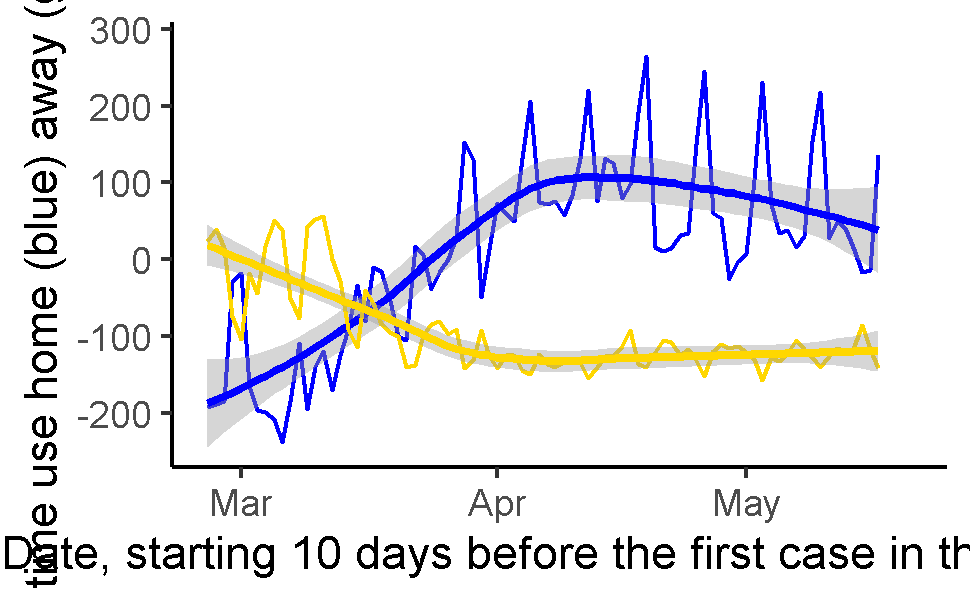 time use home (blue) away (
300
200
100
0
-100
-200
Mar Apr May
Date, starting 10 days before the first case in th